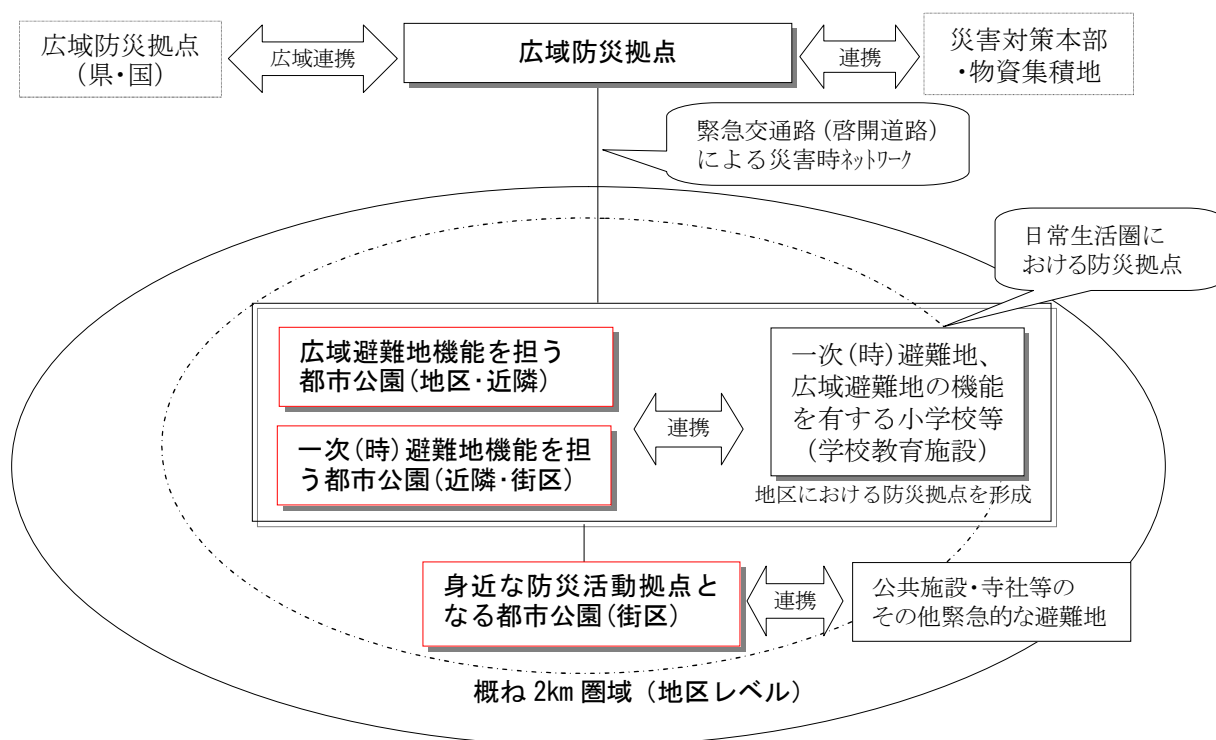 広域防災拠点
(県・国)
広域連携
広域防災拠点
連携
災害対策本部
・物資集積地
緊急交通路(啓開道路)
による災害時ﾈｯﾄﾜｰｸ
日常生活圏に
おける防災拠点
広域避難地機能を担う
都市公園(地区・近隣)
一次(時)避難地機能を担
う都市公園(近隣・街区)
連携
一次(時)避難地、
広域避難地の機能
を有する小学校等
(学校教育施設)
地区における防災拠点を形成
身近な防災活動拠点と
なる都市公園(街区)
連携
公共施設・寺社等の
その他緊急的な避難地
概ね 2km 圏域(地区レベル)